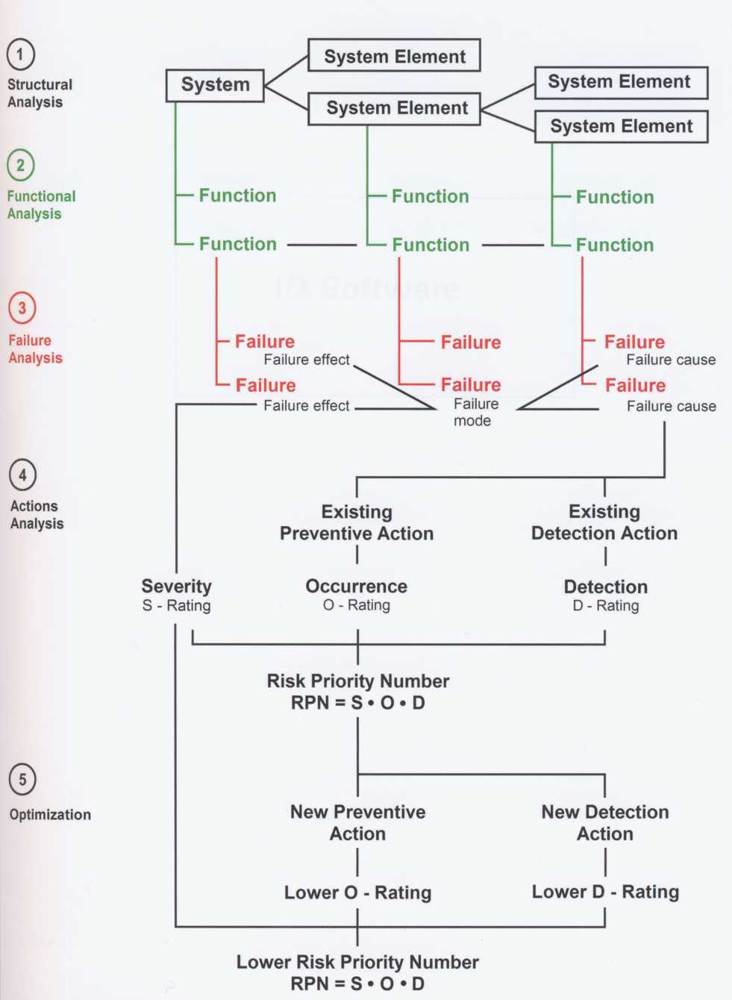 1
Structural
Analysis
System
System Element
System Element
System Element
System Element
2
Functional
Analysis
Function
Function
Function
Function
Function
Function
3
Failure
Analysis
Failure
Failure effect
Failure
Failure effect
Failure
Failure
Failure
mode
Failure
Failure cause
Failure
Failure cause
4
Actions
Analysis
Existing
Preventive Action
Existing
Detection Action
Severity
S - Rating
Occurrence
O - Rating
Detection
D - Rating
Risk Priority Number
RPN = S • O • D
5
Optimization
New Preventive
Action
New Detection
Action
Lower O - Rating
Lower D - Rating
Lower Risk Priority Number
RPN = S • O • D